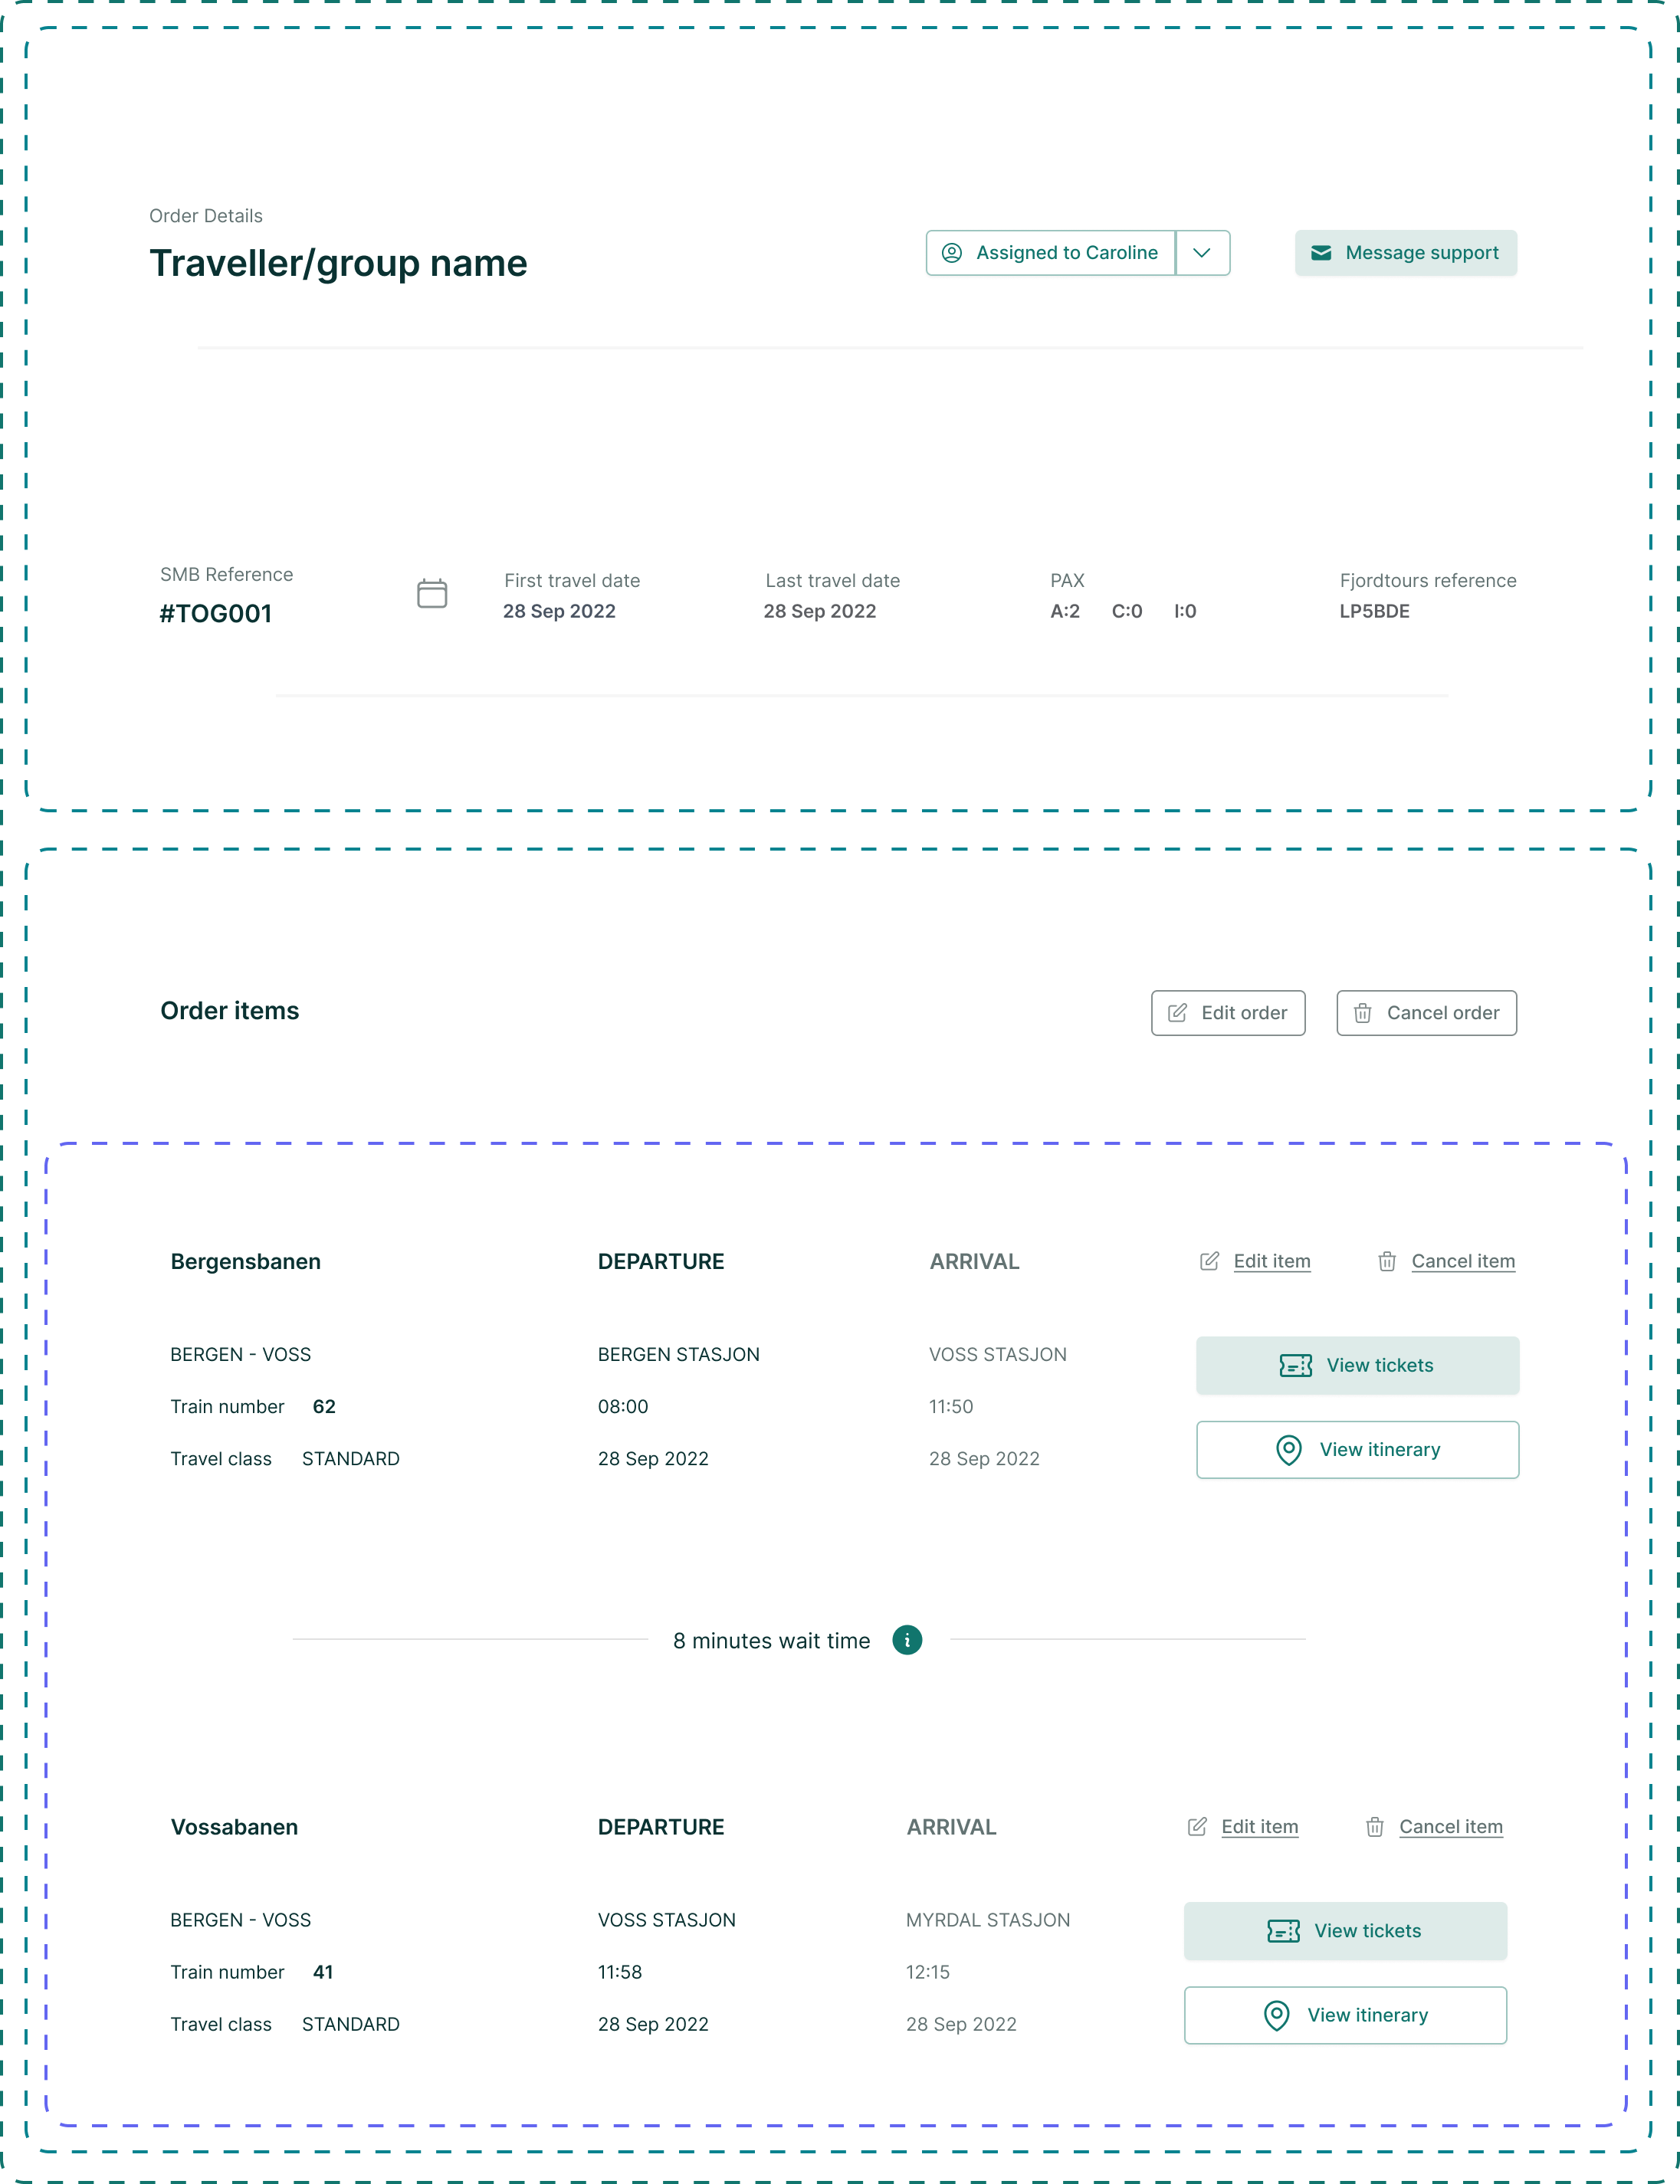 Order Details
Traveller/group name
Assigned to Caroline
Message support
SMB Reference
#TOG001
First travel date
28 Sep 2022
Last travel date
28 Sep 2022
PAX
A:2 C:0 I:0
Fjordtours reference
LP5BDE
Order items
Edit order
Cancel order
Bergensbanen
DEPARTURE
ARRIVAL
Edit item
Cancel item
BERGEN - VOSS
BERGEN STASJON
VOSS STASJON
View tickets
Train number 62
08:00
11:50
View itinerary
Travel class STANDARD
28 Sep 2022
28 Sep 2022
8 minutes wait time
Vossabanen
DEPARTURE
ARRIVAL
Edit item
Cancel item
BERGEN - VOSS
VOSS STASJON
MYRDAL STASJON
View tickets
Train number 41
11:58
12:15
View itinerary
Travel class STANDARD
28 Sep 2022
28 Sep 2022